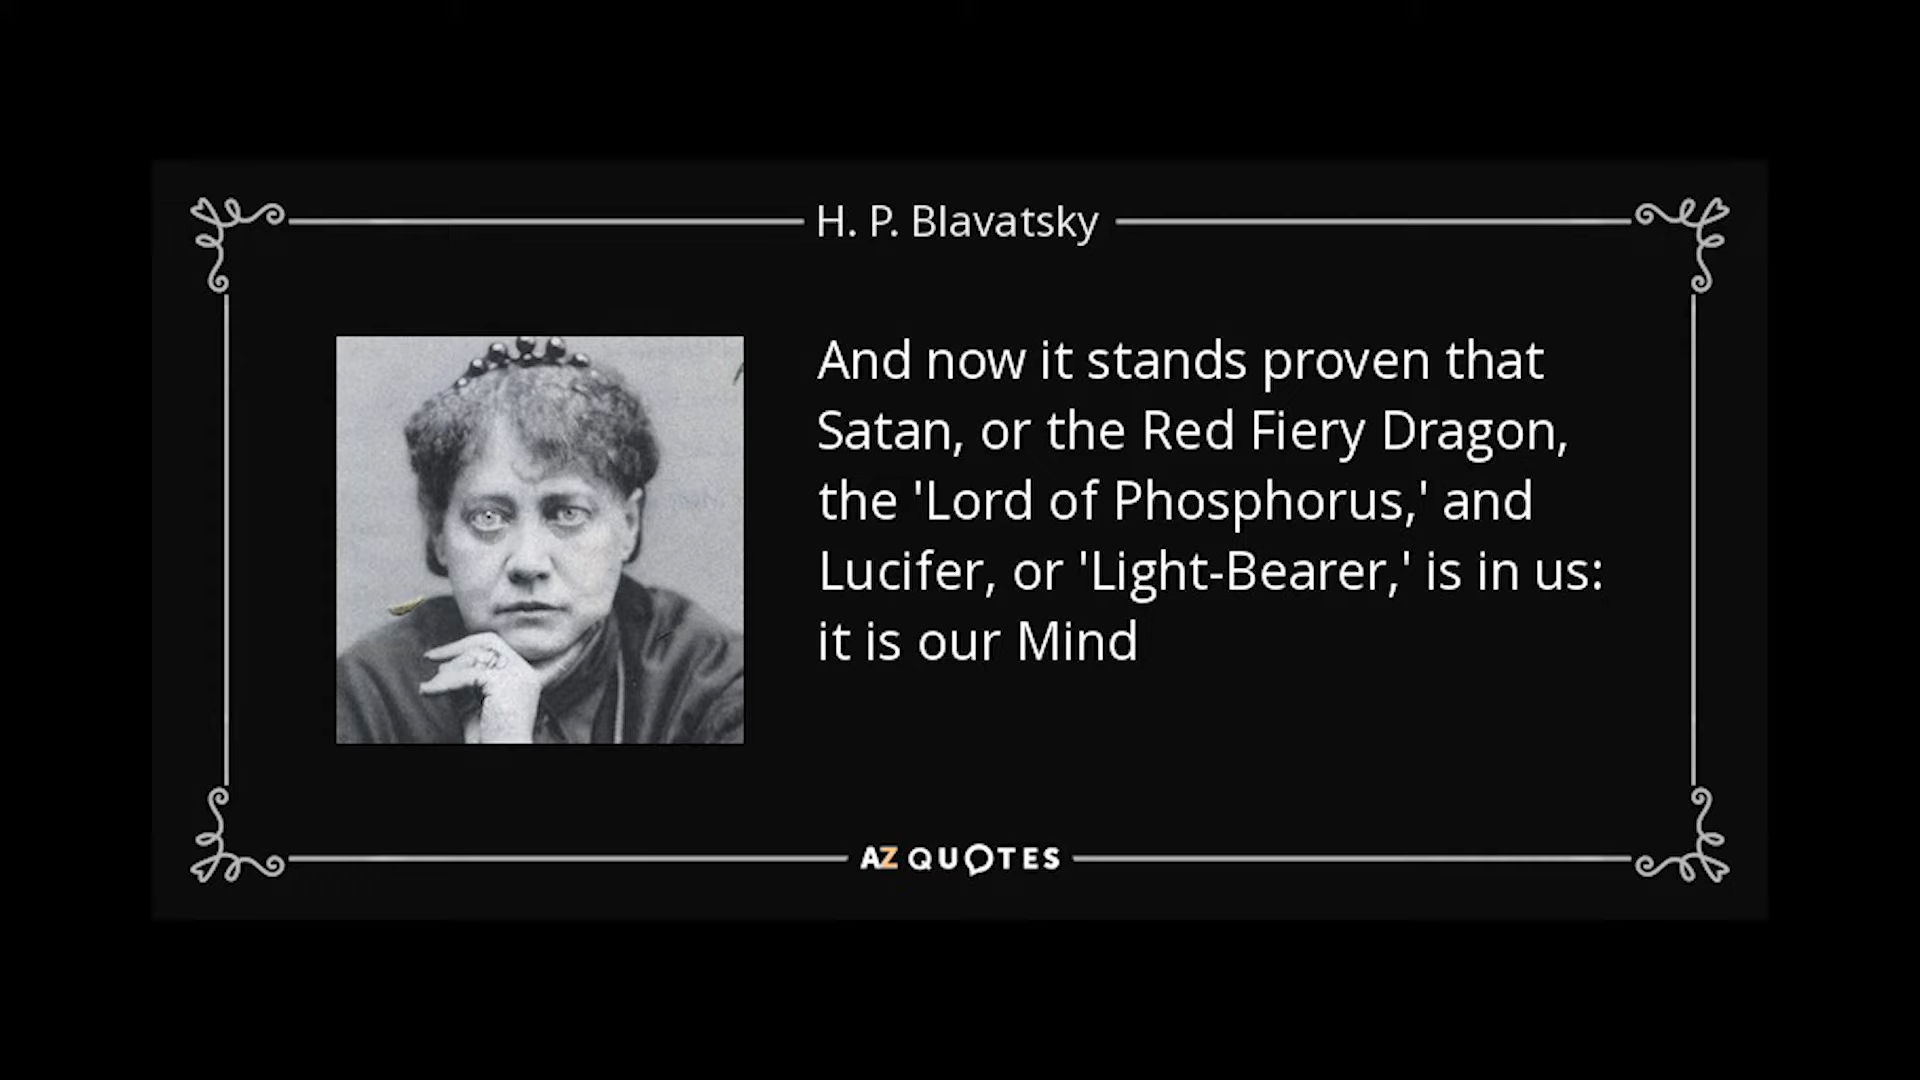 H. P. Blavatsky
And now it stands proven that
Satan, or the Red Fiery Dragon,
the 'Lord of Phosphorus,' and
Lucifer, or 'Light-Bearer,' is in us:
it is our Mind
AZ QUOTES